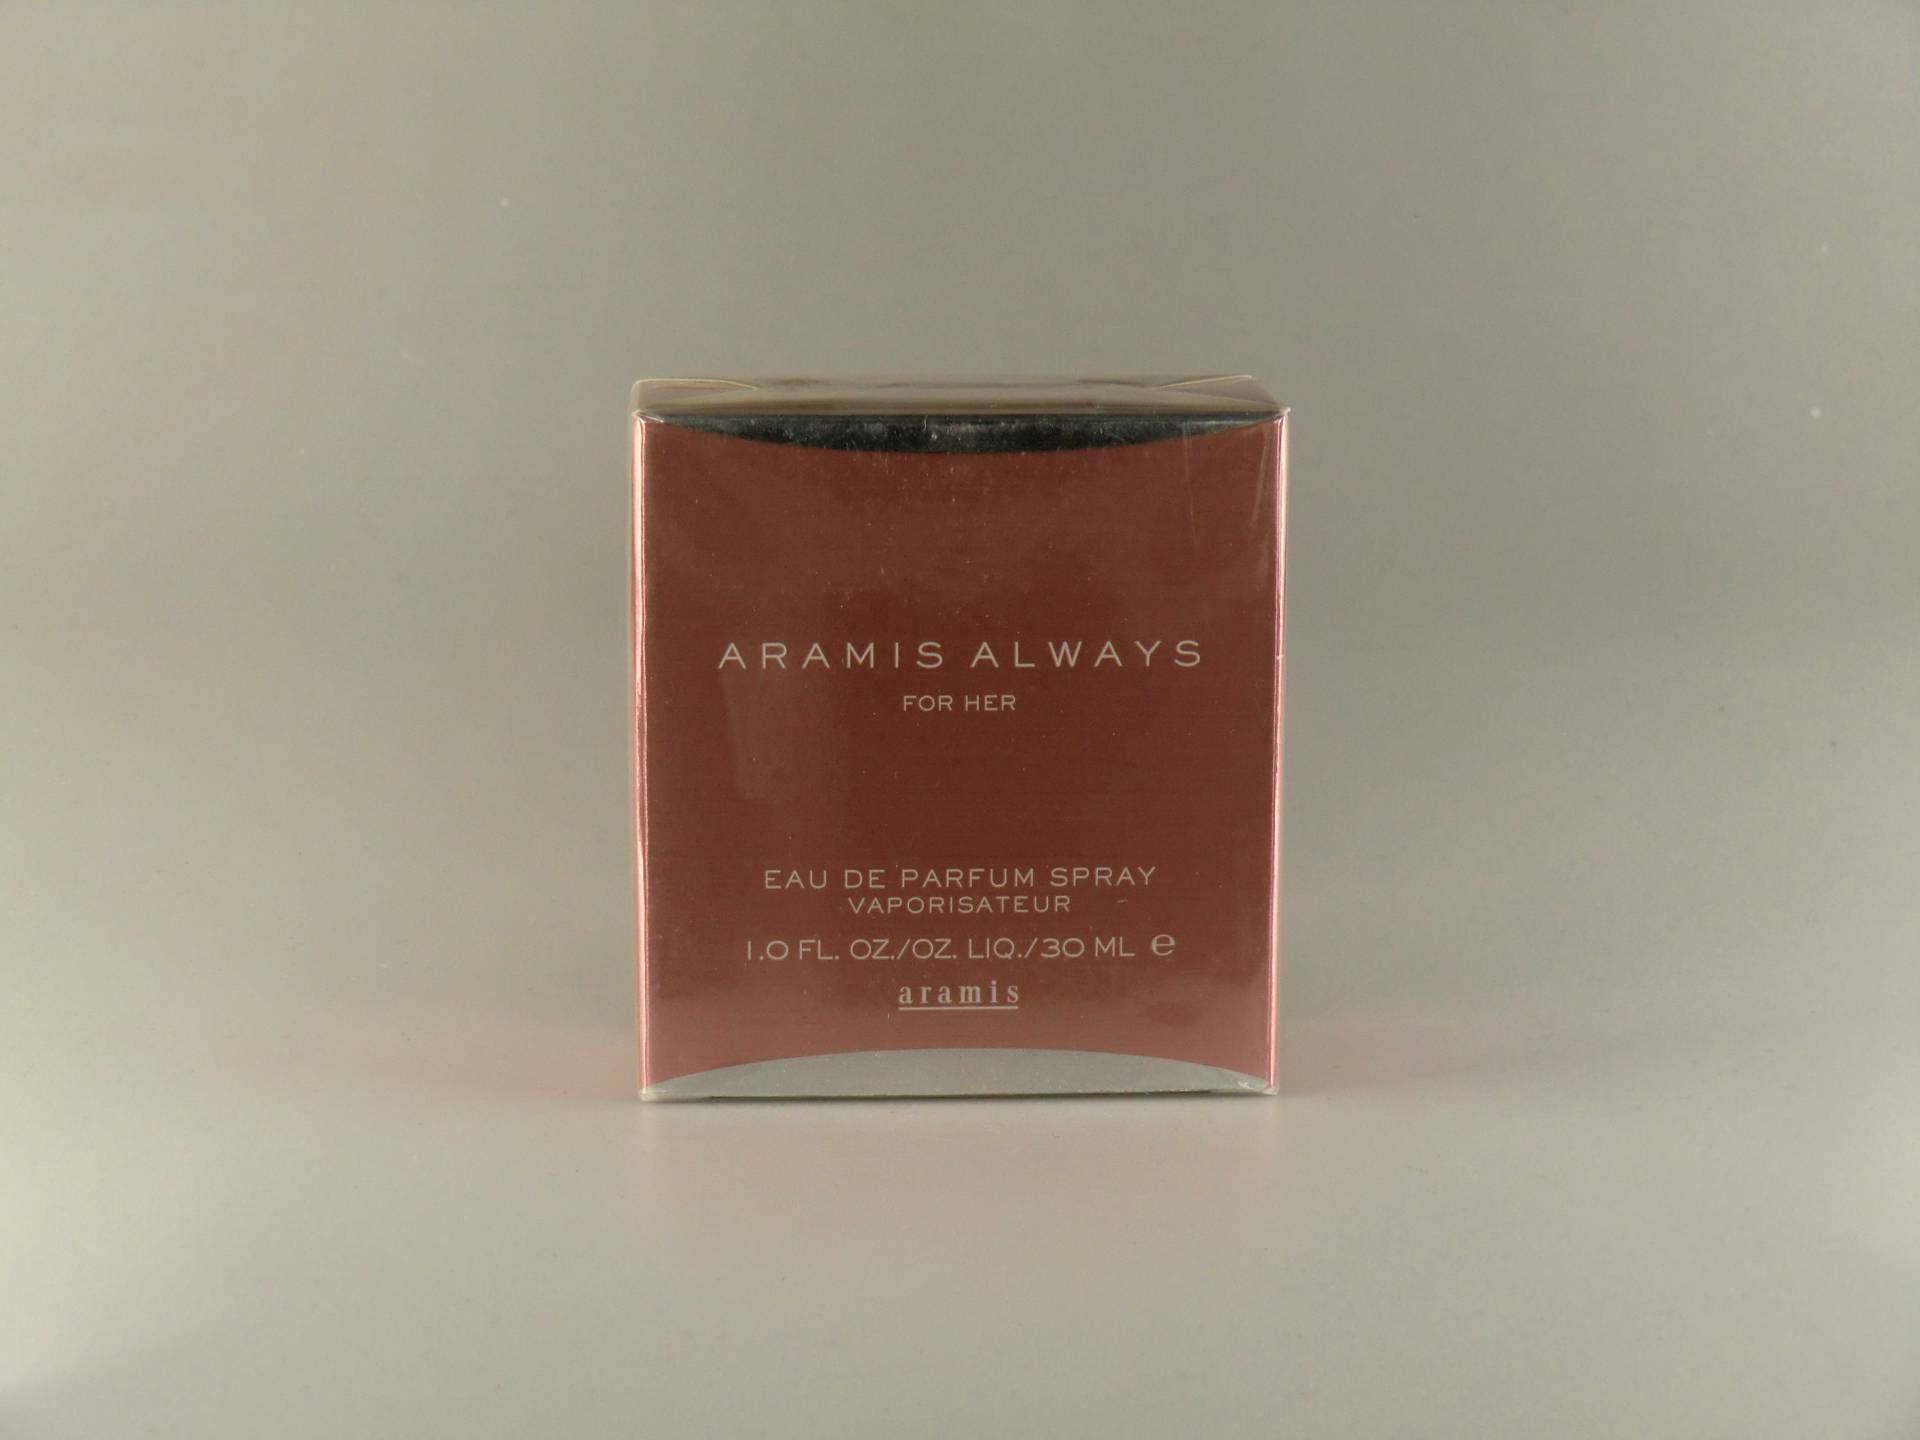 ARAMIS ALWAYS
FOR HER
EAU DE PARFUM SPRAY
VAPORISATEUR
1.0 FL. OZ./OZ. LIQ./30 ML ℮
aramis